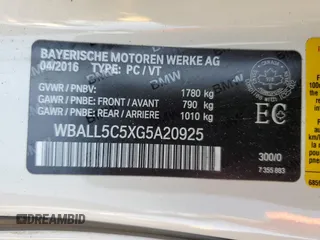 BAYERISCHE MOTOREN WERKE AG
04/2016 TYPE: PC / VT
GVWR / PNBV: 1780 kg
GAWR / PNBE: FRONT / AVANT 790 kg
GAWR / PNBE: REAR / ARRIERE 1010 kg
WBALL5C5XG5A20925
EC
300/0
7 355 883
DREAMBID